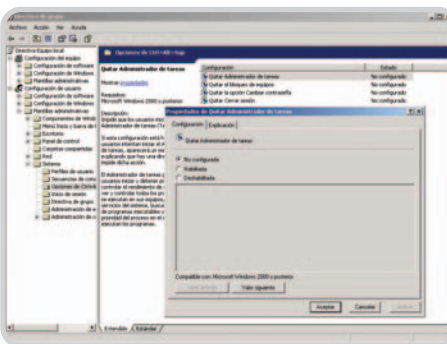 Directiva de grupo
Archivo Acción Ver Ayuda
Directiva Equipo local
Configuración del equipo
Configuración de software
Configuración de Windows
Plantillas administrativas
Configuración de usuario
Configuración de software
Configuración de Windows
Plantillas administrativas
Componentes de Wind
Menú Inicio y barra de t
Escritorio
Panel de control
Carpetas compartidas
Red
Sistema
Perfiles de usuario
Secuencias de
Opciones de Ctrl+A
Inicio de sesión
Directiva de grupo
Administración de
Administración de
Opciones de Ctrl+Alt+Sup
Quitar Administrador de tareas
Mostrar propiedades
Requisitos:
Microsoft Windows 2000 o posterior
Descripción:
Configuración Estado
Quitar Administrador de tareas No configurada
Quitar el bloqueo de equipos No configurada
Quitar la opción Cambiar contraseña No configurada
Quitar Cerrar sesión No configurada
Propiedades de Quitar Administrador de tareas
Configuración Explicación
Quitar Administrador de tareas
No configurada
Habilitada
Deshabilitada
Compatible con: Microsoft Windows 2000 o posterior
Valor anterior Valor siguiente
Aceptar Cancelar Aplicar
Extendido Estándar